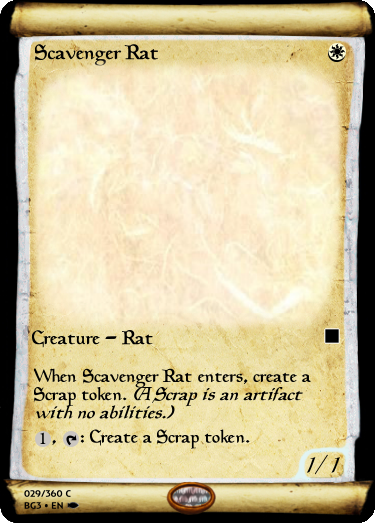 Scavenger Rat
Creature – Rat
When Scavenger Rat enters, create a
Scrap token. (A Scrap is an artifact
with no abilities.)
1, : Create a Scrap token.
1/1
029/360 C
BG3 • EN